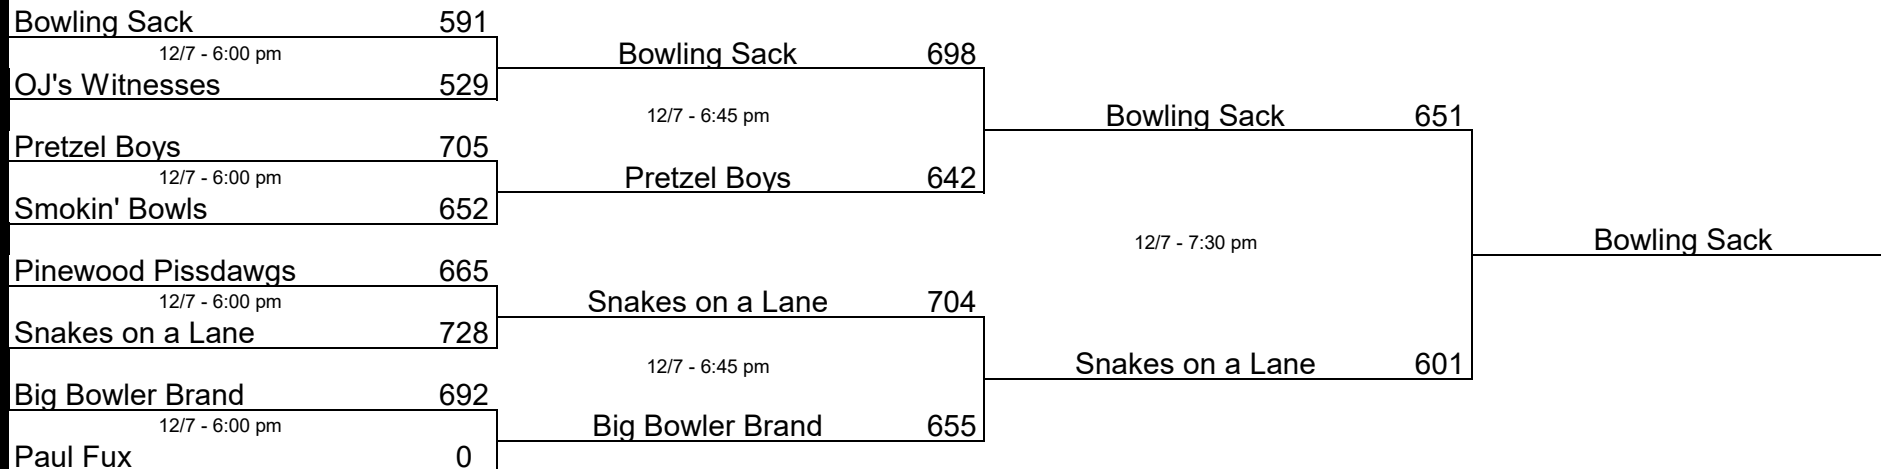 Bowling Sack 591
12/7 - 6:00 pm
OJ's Witnesses 529
Pretzel Boys 705
12/7 - 6:00 pm
Smokin' Bowls 652
Pinewood Pissdawgs 665
12/7 - 6:00 pm
Snakes on a Lane 728
Big Bowler Brand 692
12/7 - 6:00 pm
Paul Fux 0
Bowling Sack 698
12/7 - 6:45 pm
Pretzel Boys 642
Snakes on a Lane 704
12/7 - 6:45 pm
Big Bowler Brand 655
Bowling Sack 651
12/7 - 7:30 pm
Snakes on a Lane 601
Bowling Sack